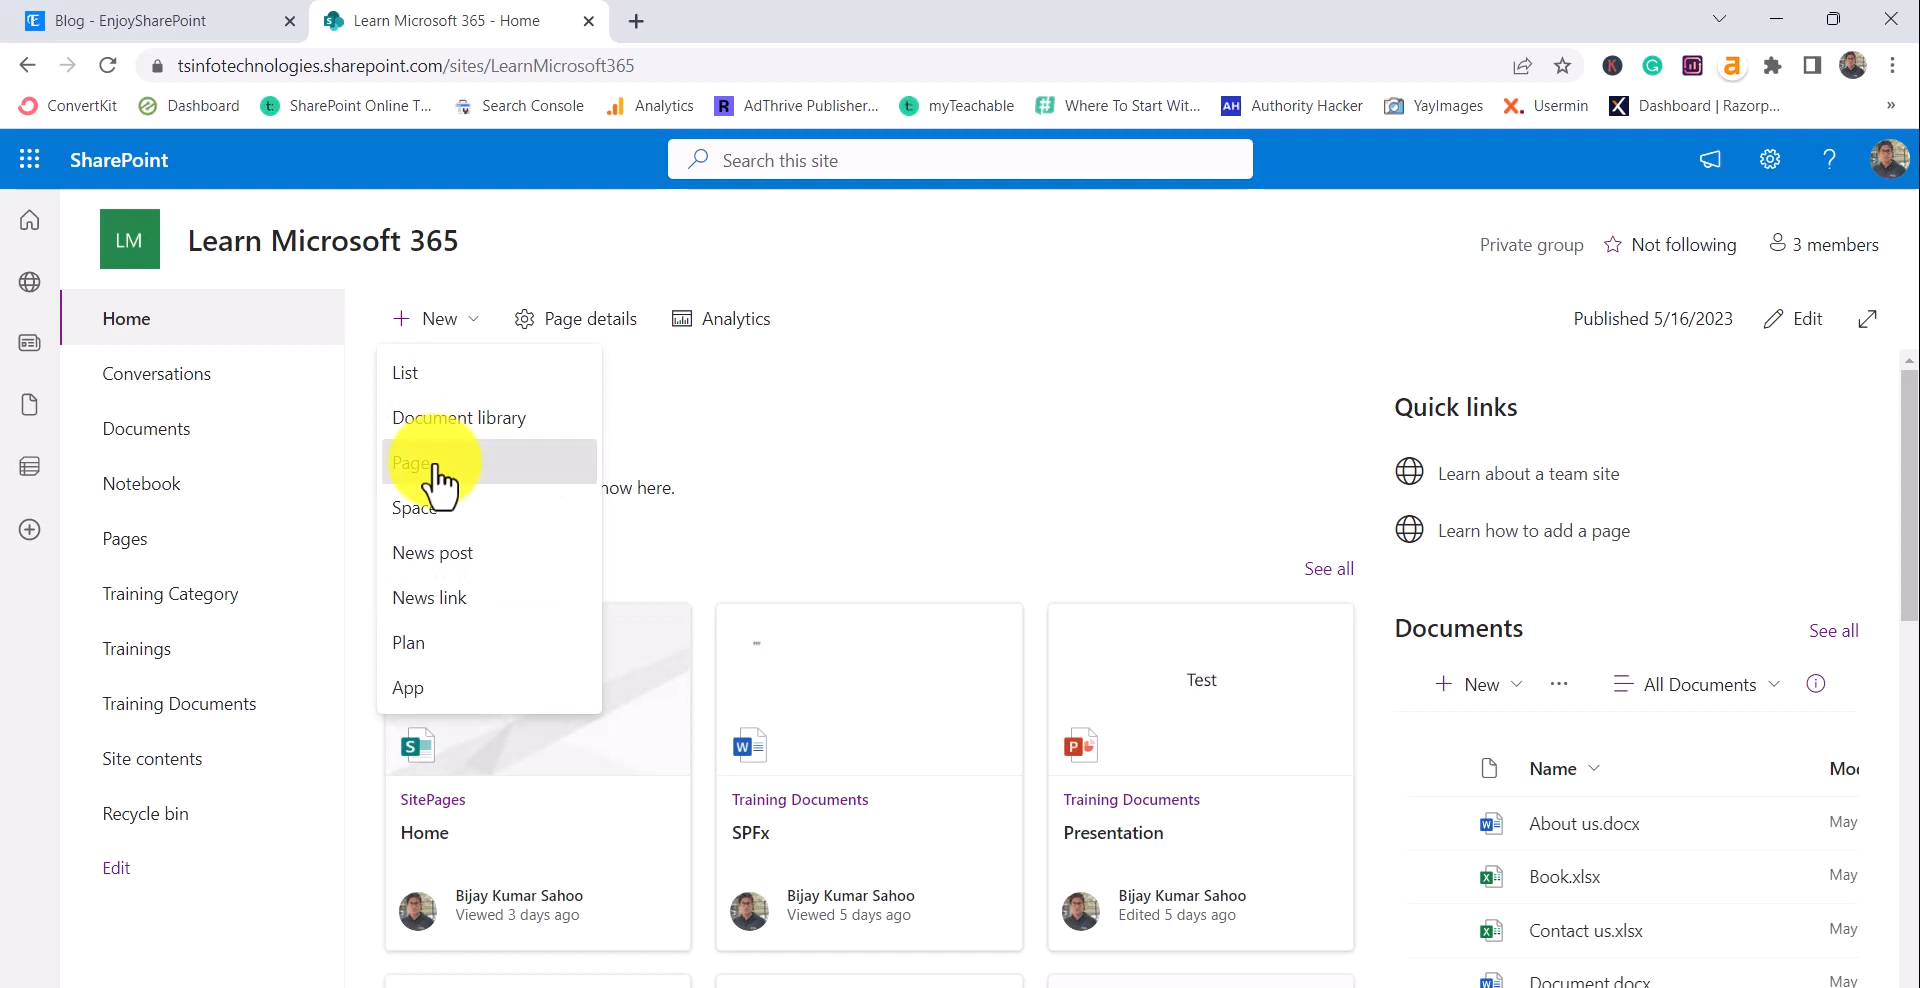 Blog - EnjoySharePoint
Learn Microsoft 365 - Home
tsinfotechnologies.sharepoint.com/sites/LearnMicrosoft365
ConvertKit
Dashboard
SharePoint Online T...
Search Console
Analytics
AdThrive Publisher...
myTeachable
Where To Start Wit...
AH
Authority Hacker
YayImages
Usermin
Dashboard | Razorp...
SharePoint
Search this site
LM
Learn Microsoft 365
Private group
Not following
3 members
Home
Conversations
Documents
Notebook
Pages
Training Category
Trainings
Training Documents
Site contents
Recycle bin
Edit
New
Page details
Analytics
Published 5/16/2023
Edit
List
Document library
Page
Space
News post
News link
Plan
App
now here.
See all
SitePages
Home
Bijay Kumar Sahoo
Viewed 3 days ago
Training Documents
SPFx
Bijay Kumar Sahoo
Viewed 5 days ago
Test
Training Documents
Presentation
Bijay Kumar Sahoo
Edited 5 days ago
Quick links
Learn about a team site
Learn how to add a page
Documents
See all
New
All Documents
Name
About us.docx
May
Book.xlsx
May
Contact us.xlsx
May
Document.docx
May